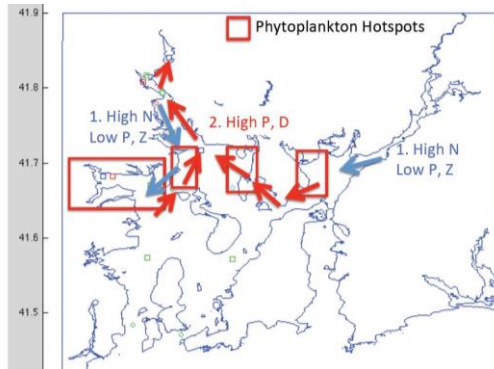 41.9
Phytoplankton Hotspots
41.8
1. High N
Low P, Z
2. High P, D
41.7
1. High N
Low P, Z
41.6
41.5